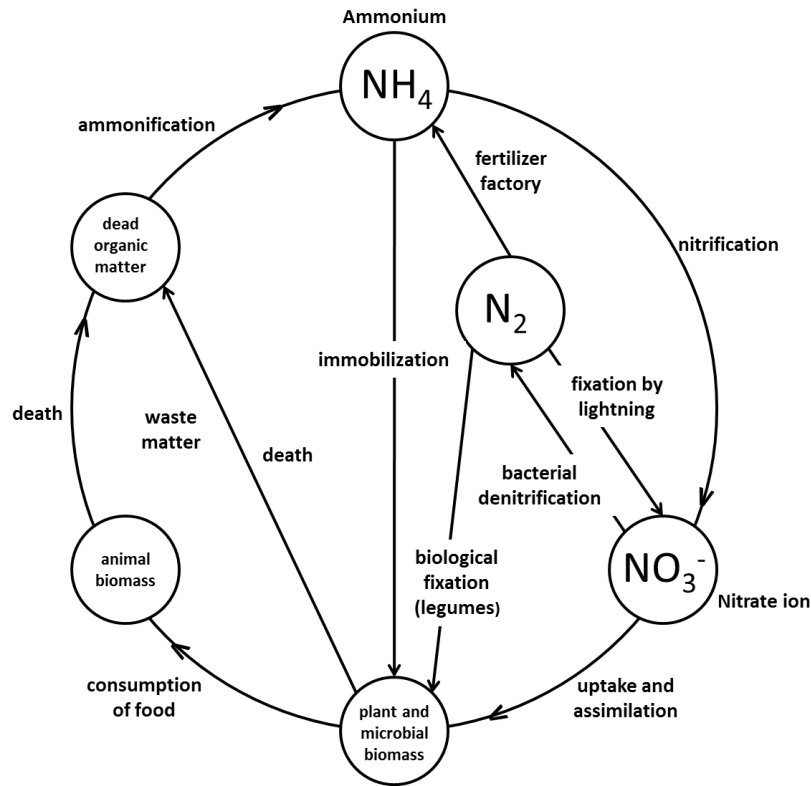 Ammonium
NH₄
ammonification
fertilizer
factory
dead
organic
matter
nitrification
N₂
immobilization
fixation by
lightning
death
waste
matter
death
bacterial
denitrification
animal
biomass
biological
fixation
(legumes)
NO₃⁻
Nitrate ion
consumption
of food
uptake and
assimilation
plant and
microbial
biomass